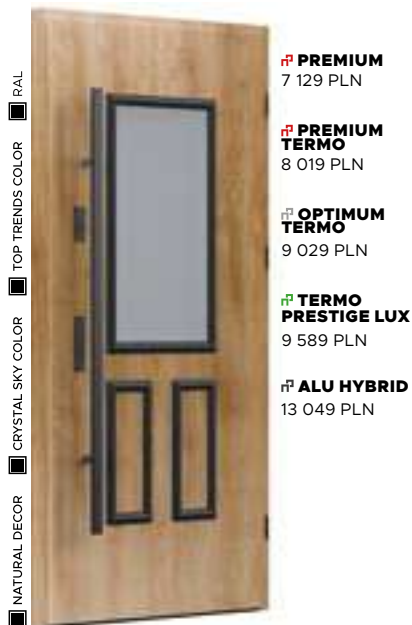 RAL
TOP TRENDS COLOR
CRYSTAL SKY COLOR
NATURAL DECOR
PREMIUM
7 129 PLN
PREMIUM
TERMO
8 019 PLN
OPTIMUM
TERMO
9 029 PLN
TERMO
PRESTIGE LUX
9 589 PLN
ALU HYBRID
13 049 PLN